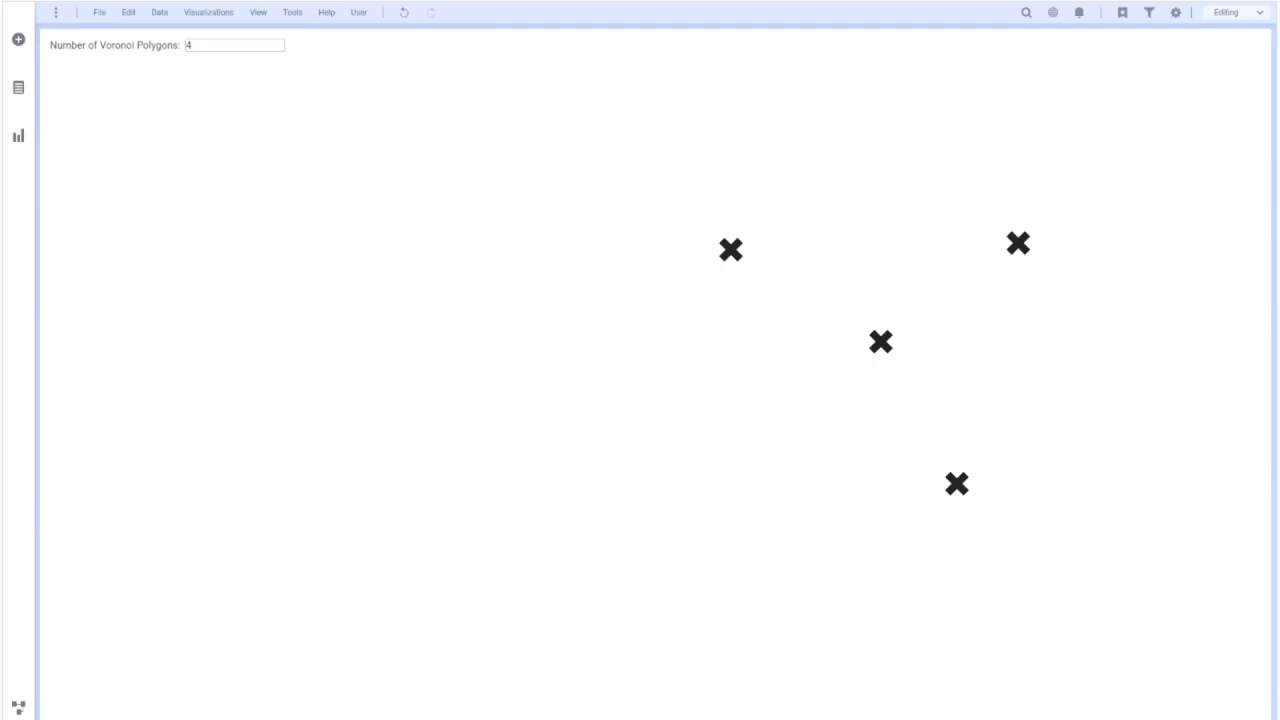 File Edit Data Visualizations View Tools Help User Editing
Number of Voronoi Polygons: 4